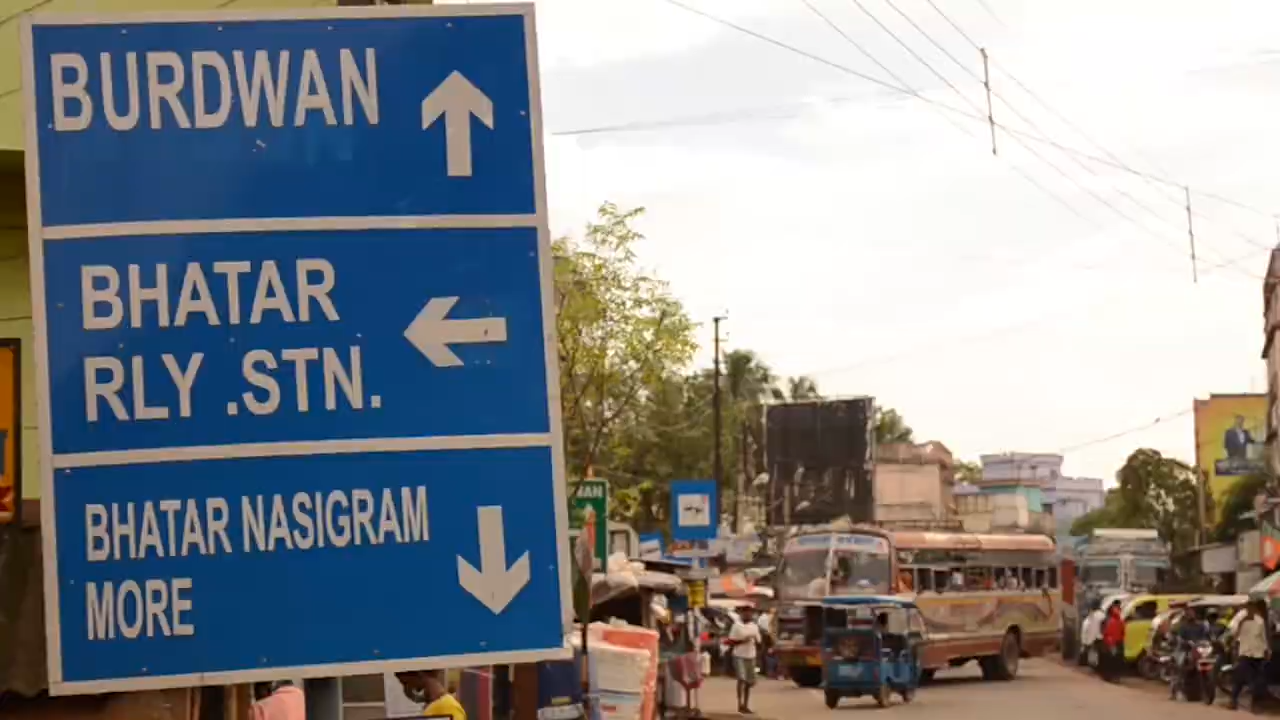 BURDWAN
BHATAR
RLY .STN.
BHATAR NASIGRAM
MORE